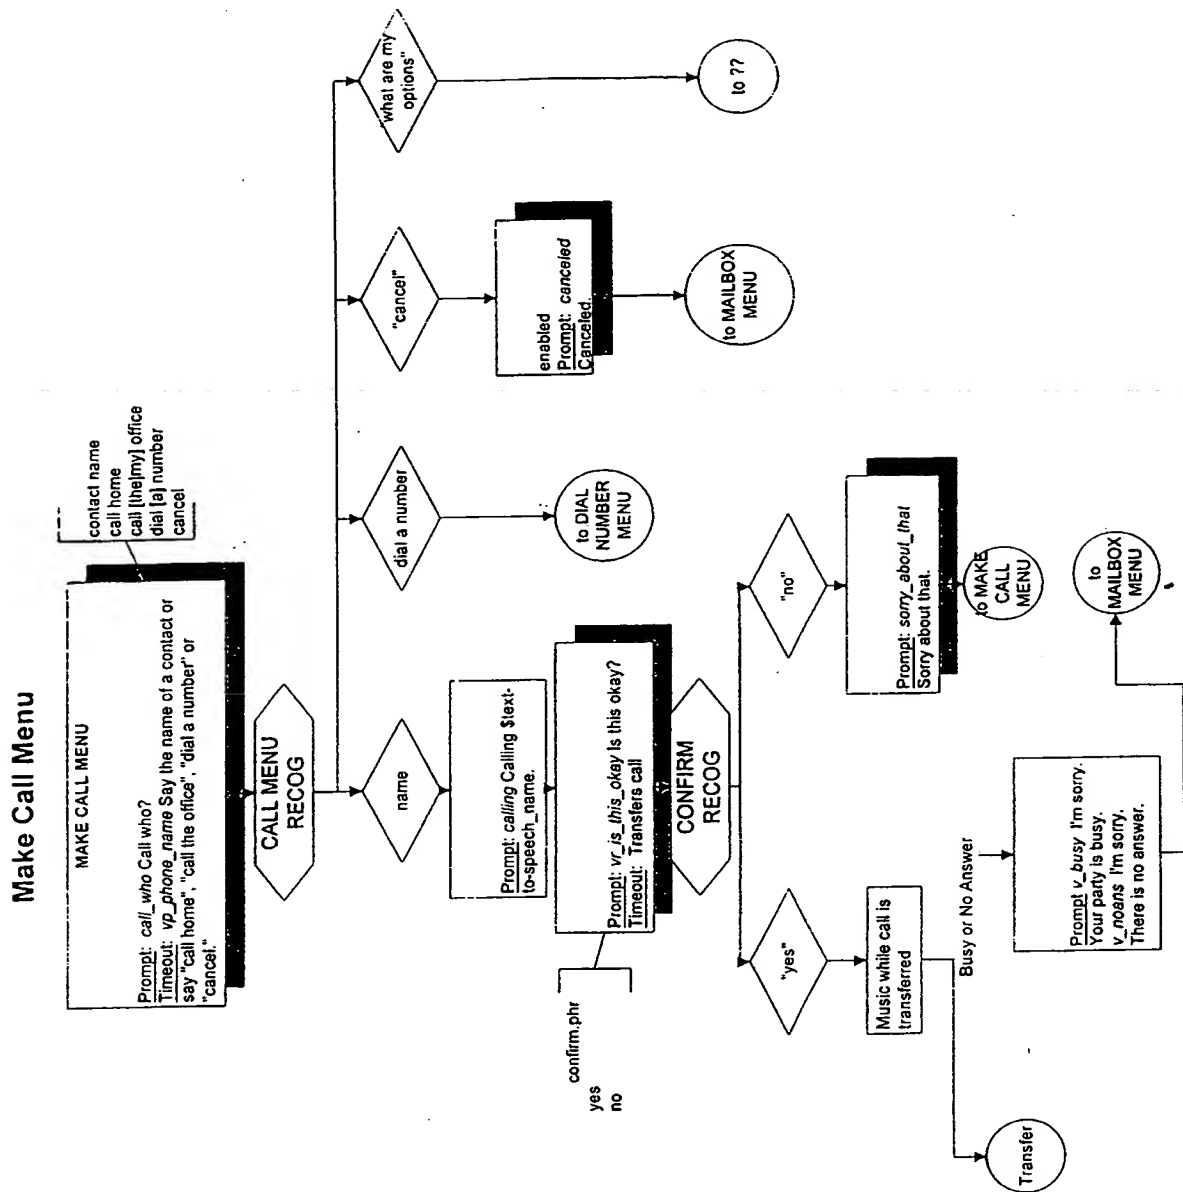 Make Call Menu
MAKE CALL MENU
Prompt: call_who Call who?
Timeout: vp_phone_name Say the name of a contact or
say "call home", "call the office", "dial a number" or
"cancel."
contact name
call home
call [the|my] office
dial [a] number
cancel
CALL MENU
RECOG
name
dial a number
"cancel"
"what are my
options"
Prompt: calling Calling $text-
to-speech_name.
to DIAL
NUMBER
MENU
enabled
Prompt: canceled
Canceled.
to ??
to MAILBOX
MENU
confirm.phr
yes
no
Prompt: vr_is_this_okay Is this okay?
Timeout: Transfers call
CONFIRM
RECOG
"yes"
"no"
Music while call is
transferred
Prompt: sorry_about_that
Sorry about that.
to MAKE
CALL
MENU
Busy or No Answer
Transfer
Prompt v_busy I'm sorry.
Your party is busy.
v_noans I'm sorry.
There is no answer.
to
MAILBOX
MENU